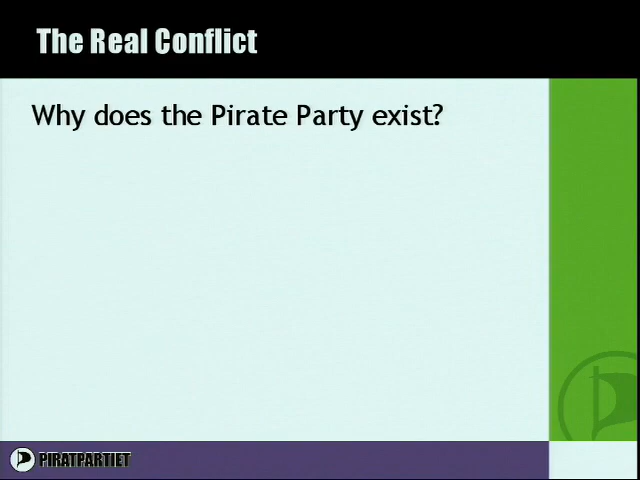 The Real Conflict
Why does the Pirate Party exist?
PIRATPARTIET